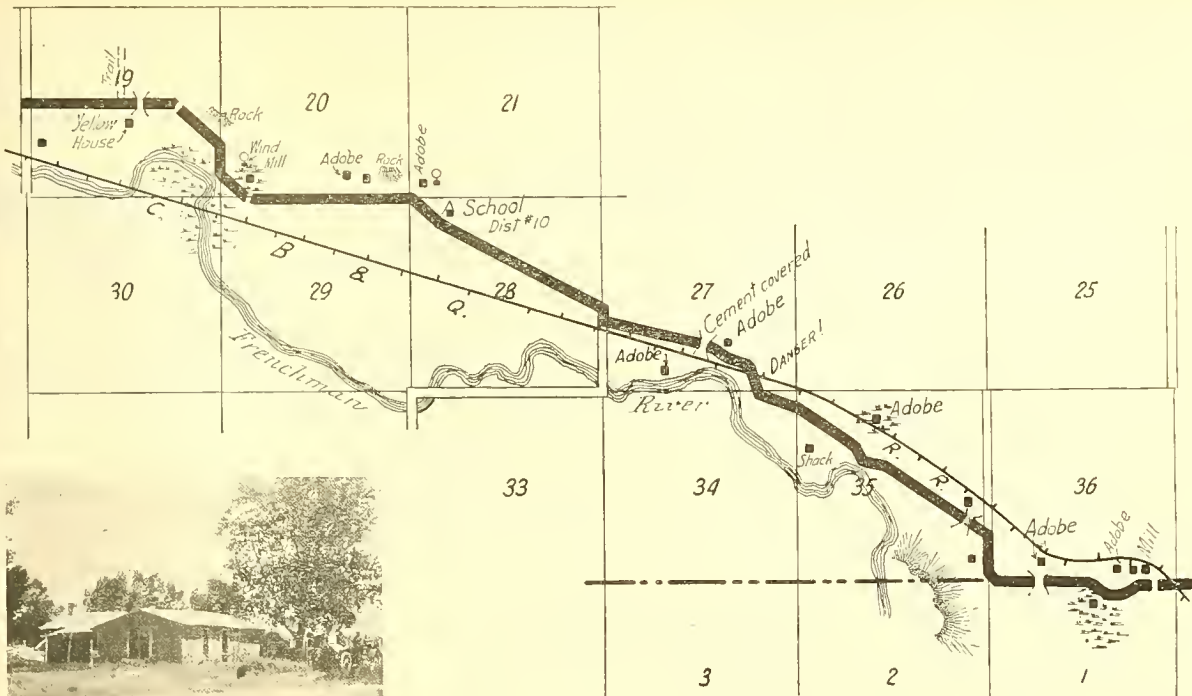 Trail
19
20
21
Rock
Yellow
House
Wind
Mill
Adobe
Rock
Adobe
School
Dist #10
C. B. & Q. R. R.
30
29
28
27
26
25
Cement covered
Adobe
DANGER!
Adobe
Frenchman River
Adobe
Shack
33
34
35
36
Adobe
Adobe
Mill
3
2
1